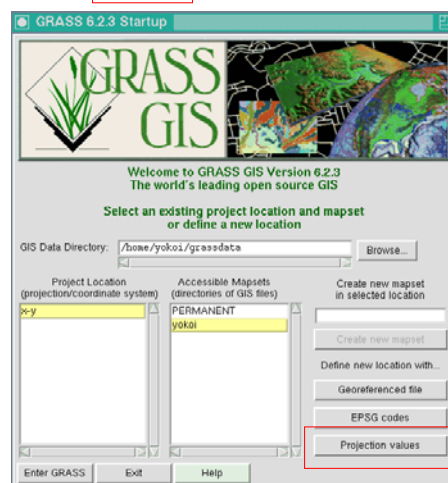 GRASS 6.2.3 Startup
GRASS
GIS
Welcome to GRASS GIS Version 6.2.3
The world's leading open source GIS
Select an existing project location and mapset
or define a new location
GIS Data Directory: /home/yokoi/grassdata Browse...
Project Location
(projection/coordinate system)
x-y
Accessible Mapsets
(directories of GIS files)
PERMANENT
yokoi
Create new mapset
in selected location
Create new mapset
Define new location with...
Georeferenced file
EPSG codes
Projection values
Enter GRASS Exit Help